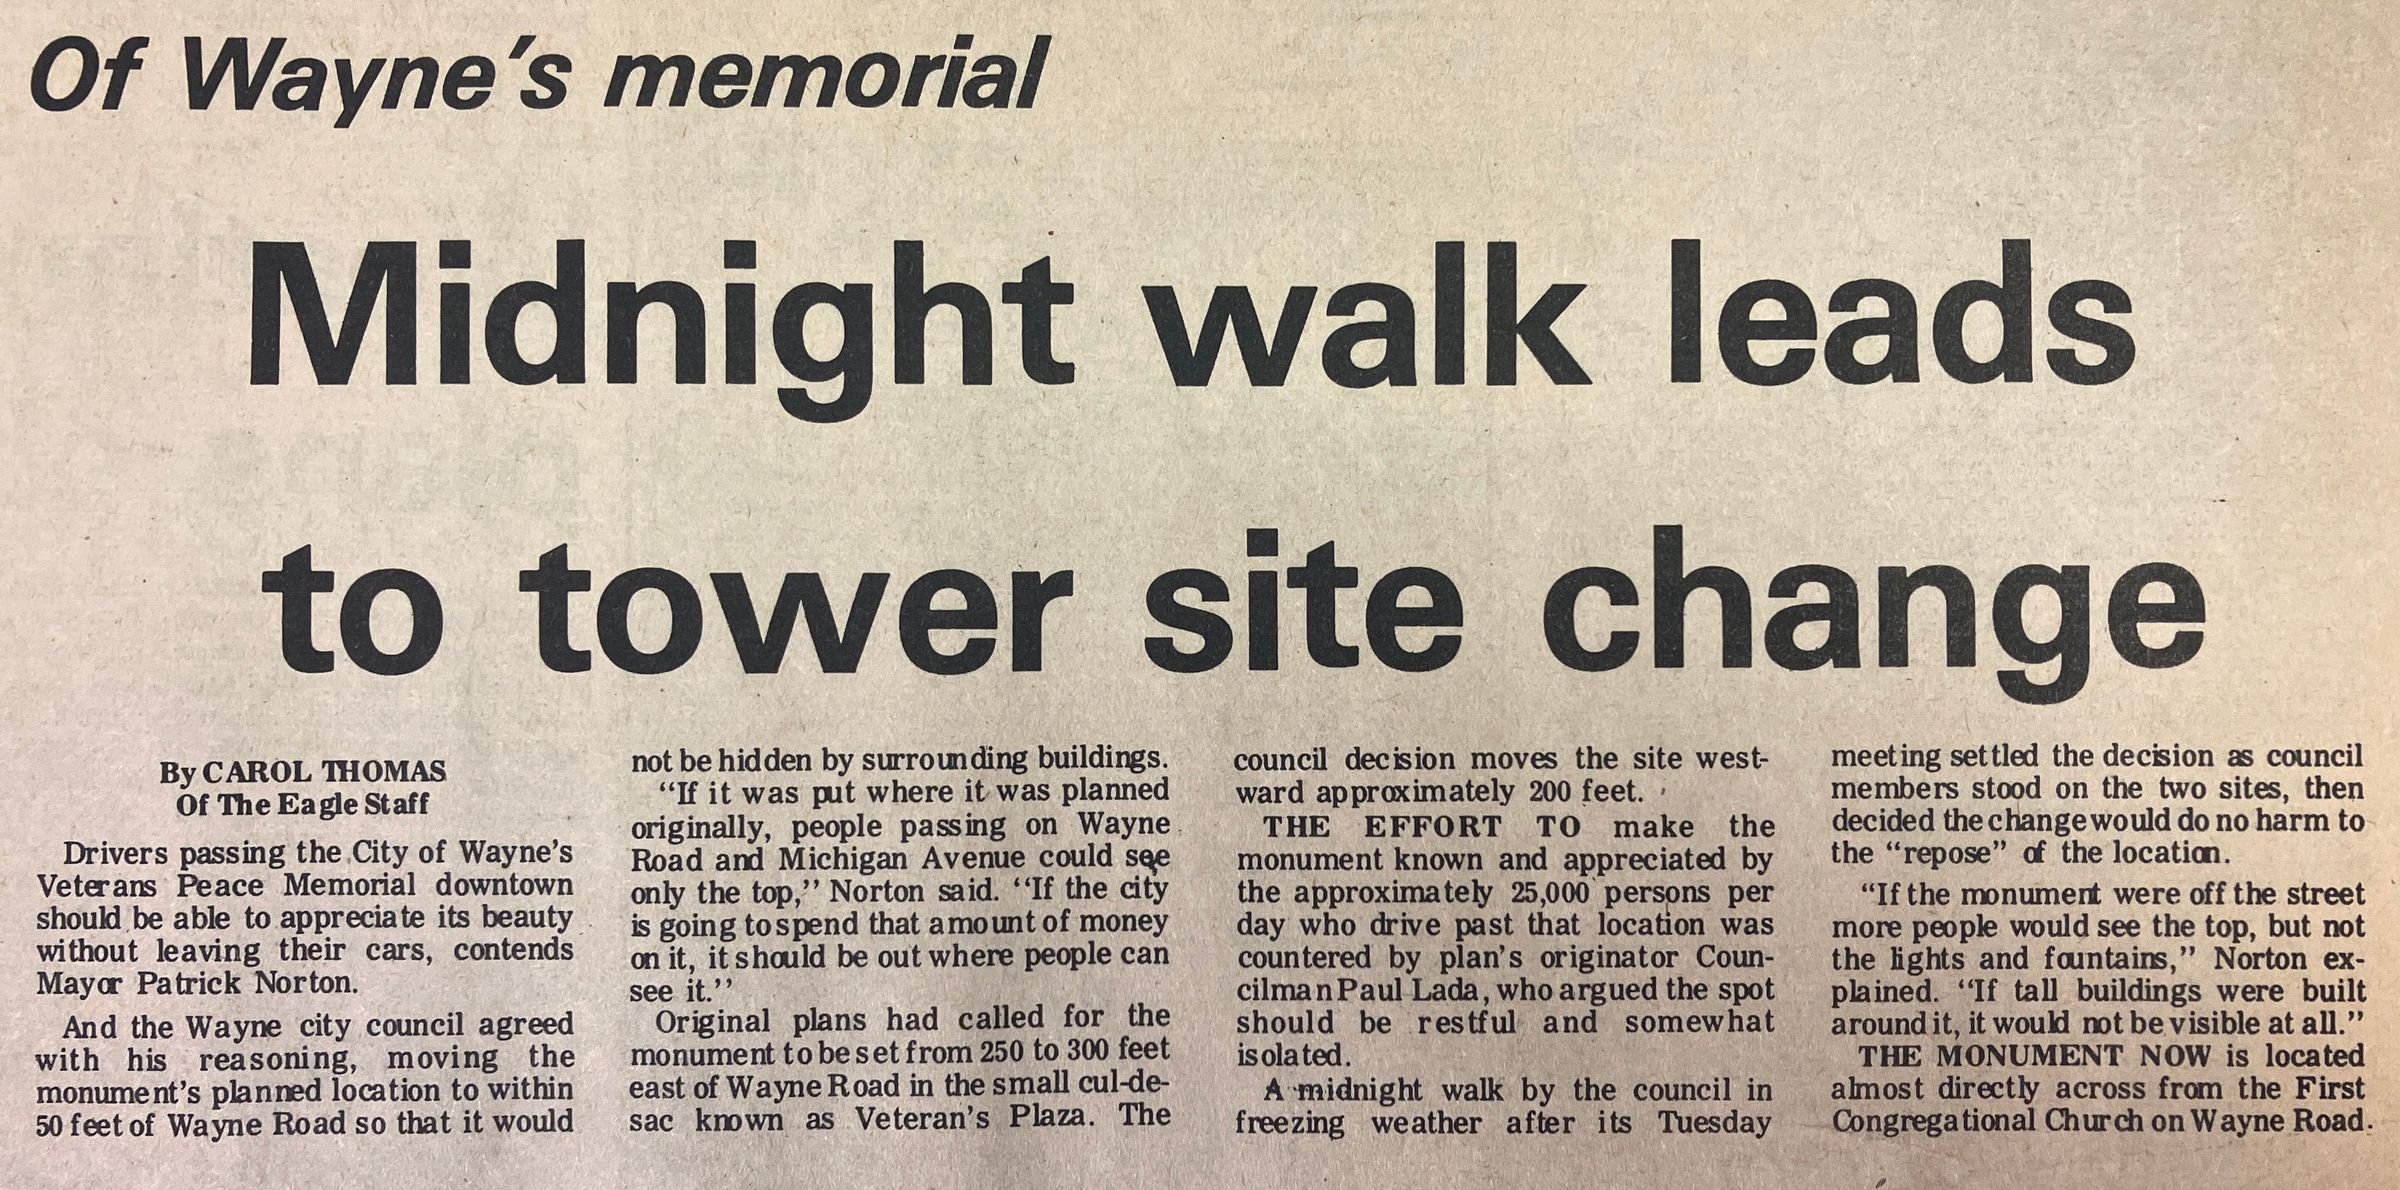 Of Wayne's memorial
Midnight walk leads
to tower site change
By CAROL THOMAS
Of The Eagle Staff
Drivers passing the City of Wayne's
Veterans Peace Memorial downtown
should be able to appreciate its beauty
without leaving their cars, contends
Mayor Patrick Norton.
And the Wayne city council agreed
with his reasoning, moving the
monument's planned location to within
50 feet of Wayne Road so that it would
not be hidden by surrounding buildings.
"If it was put where it was planned
originally, people passing on Wayne
Road and Michigan Avenue could see
only the top," Norton said. "If the city
is going to spend that amount of money
on it, it should be out where people can
see it."
Original plans had called for the
monument to be set from 250 to 300 feet
east of Wayne Road in the small cul-de-
sac known as Veteran's Plaza. The
council decision moves the site west-
ward approximately 200 feet.
THE EFFORT TO make the
monument known and appreciated by
the approximately 25,000 persons per
day who drive past that location was
countered by plan's originator Coun-
cilman Paul Lada, who argued the spot
should be restful and somewhat
isolated.
A midnight walk by the council in
freezing weather after its Tuesday
meeting settled the decision as council
members stood on the two sites, then
decided the change would do no harm to
the "repose" of the location.
"If the monument were off the street
more people would see the top, but not
the lights and fountains," Norton ex-
plained. "If tall buildings were built
around it, it would not be visible at all."
THE MONUMENT NOW is located
almost directly across from the First
Congregational Church on Wayne Road.